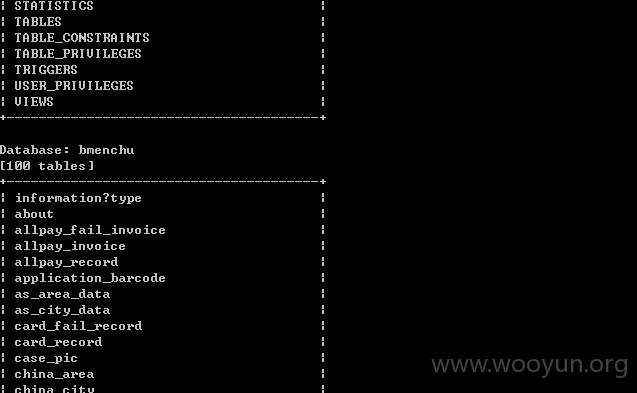 ¦ STATISTICS ¦
¦ TABLES ¦
¦ TABLE_CONSTRAINTS ¦
¦ TABLE_PRIVILEGES ¦
¦ TRIGGERS ¦
¦ USER_PRIVILEGES ¦
¦ VIEWS ¦
+---------------------------------------+
Database: bmenchu
[100 tables]
+---------------------------------------+
¦ information?type ¦
¦ about ¦
¦ allpay_fail_invoice ¦
¦ allpay_invoice ¦
¦ allpay_record ¦
¦ application_barcode ¦
¦ as_area_data ¦
¦ as_city_data ¦
¦ card_fail_record ¦
¦ card_record ¦
¦ case_pic ¦
¦ china_area ¦
¦ china_city ¦
www.wooyun.org